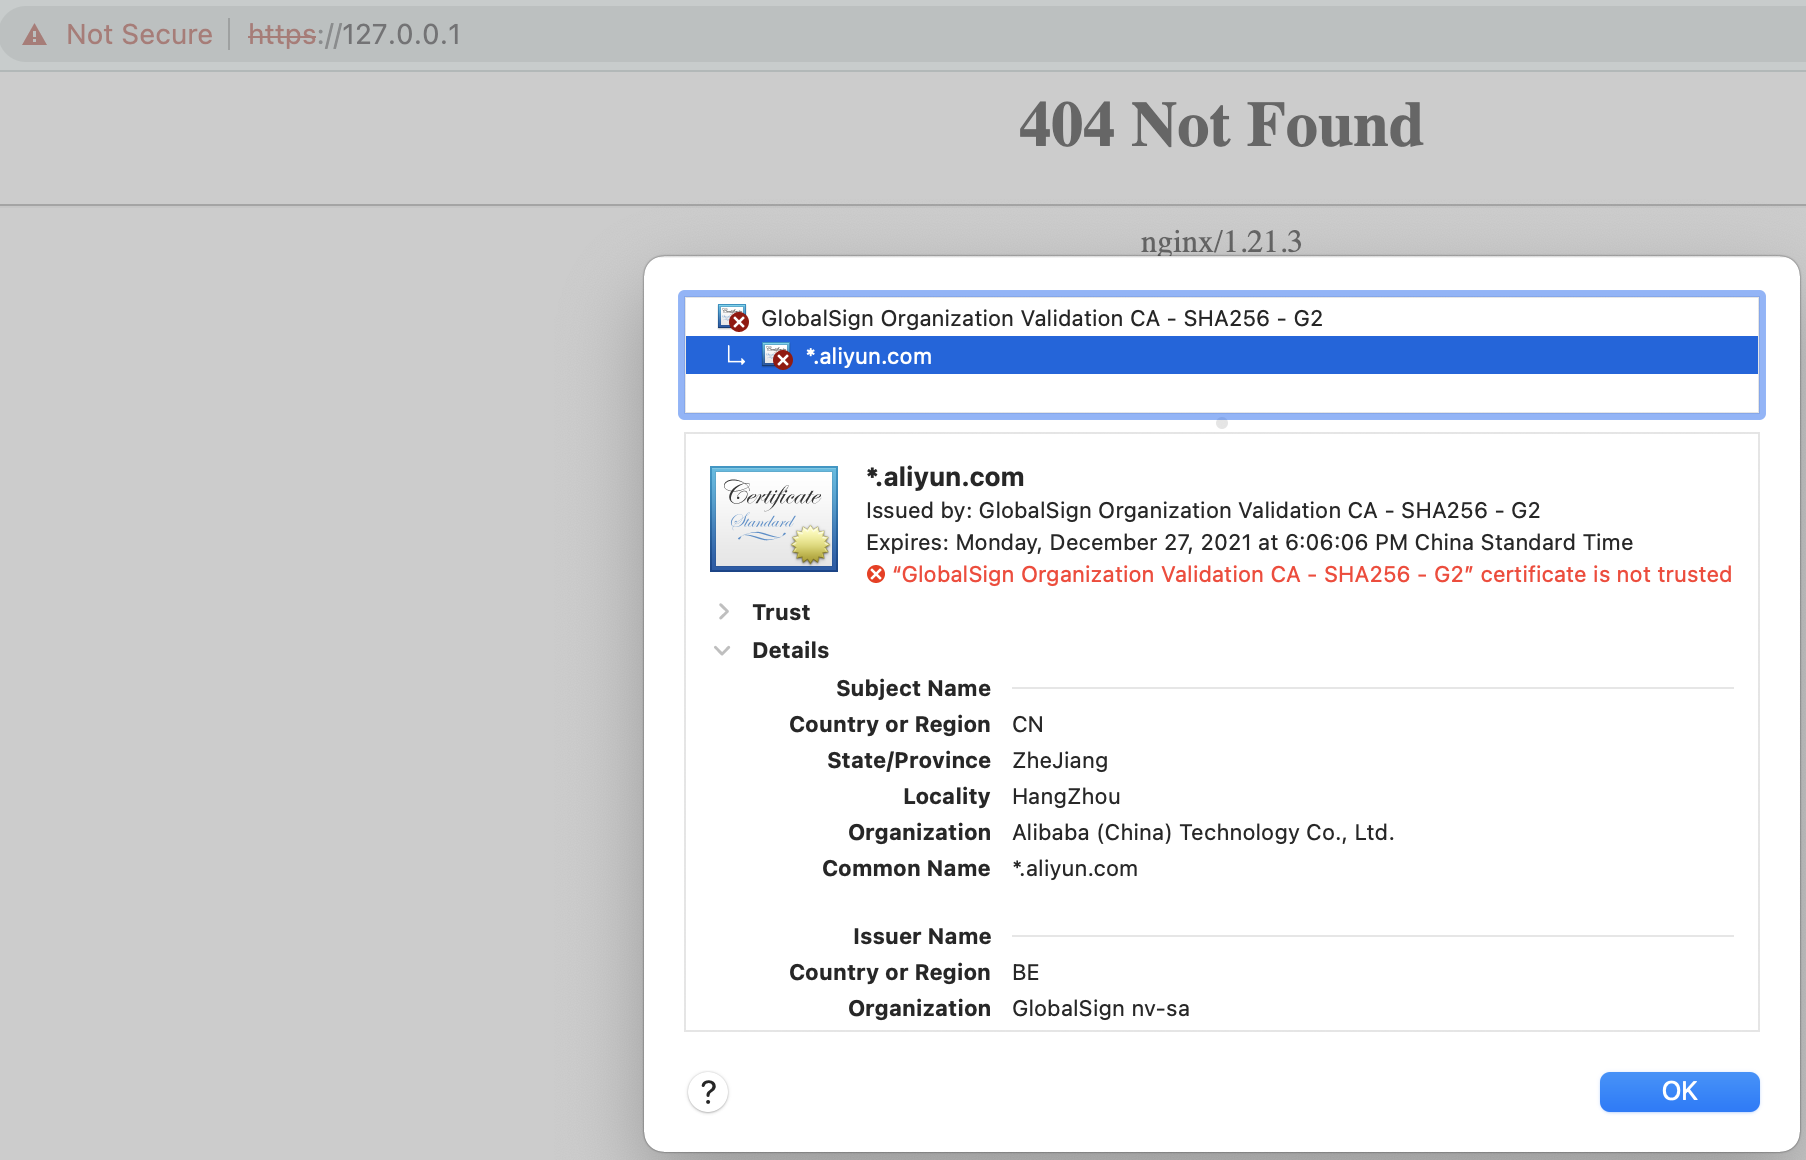 Not Secure | https://127.0.0.1
404 Not Found
nginx/1.21.3
GlobalSign Organization Validation CA - SHA256 - G2
*.aliyun.com
Certificate
Standard
*.aliyun.com
Issued by: GlobalSign Organization Validation CA - SHA256 - G2
Expires: Monday, December 27, 2021 at 6:06:06 PM China Standard Time
“GlobalSign Organization Validation CA - SHA256 - G2” certificate is not trusted
Trust
Details
Subject Name
Country or Region CN
State/Province ZheJiang
Locality HangZhou
Organization Alibaba (China) Technology Co., Ltd.
Common Name *.aliyun.com
Issuer Name
Country or Region BE
Organization GlobalSign nv-sa
? OK